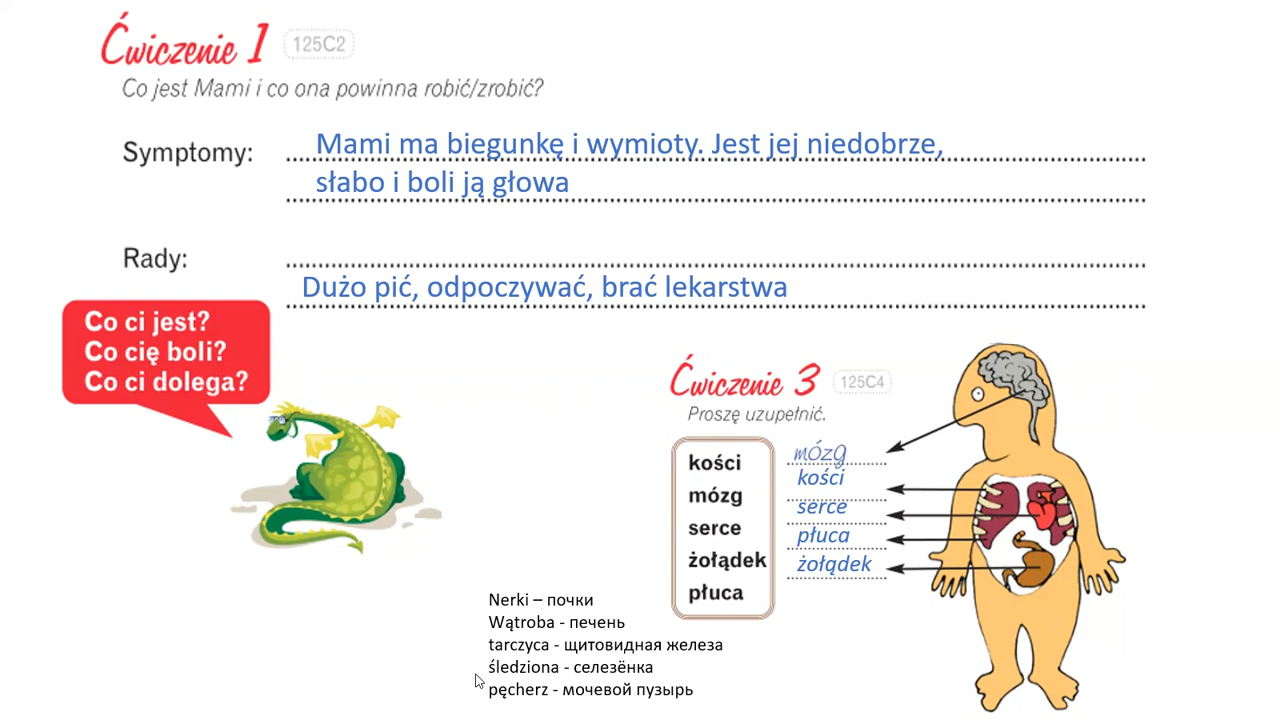 Ćwiczenie 1 125C2
Co jest Mami i co ona powinna robić/zrobić?
Symptomy: Mami ma biegunkę i wymioty. Jest jej niedobrze,
słabo i boli ją głowa
Rady:
Dużo pić, odpoczywać, brać lekarstwa
Co ci jest?
Co cię boli?
Co ci dolega?
Ćwiczenie 3 125C4
Proszę uzupełnić.
kości
mózg
serce
żołądek
płuca
mózg
kości
serce
płuca
żołądek
Nerki – почки
Wątroba - печень
tarczyca - щитовидная железа
śledziona - селезёнка
pęcherz - мочевой пузырь